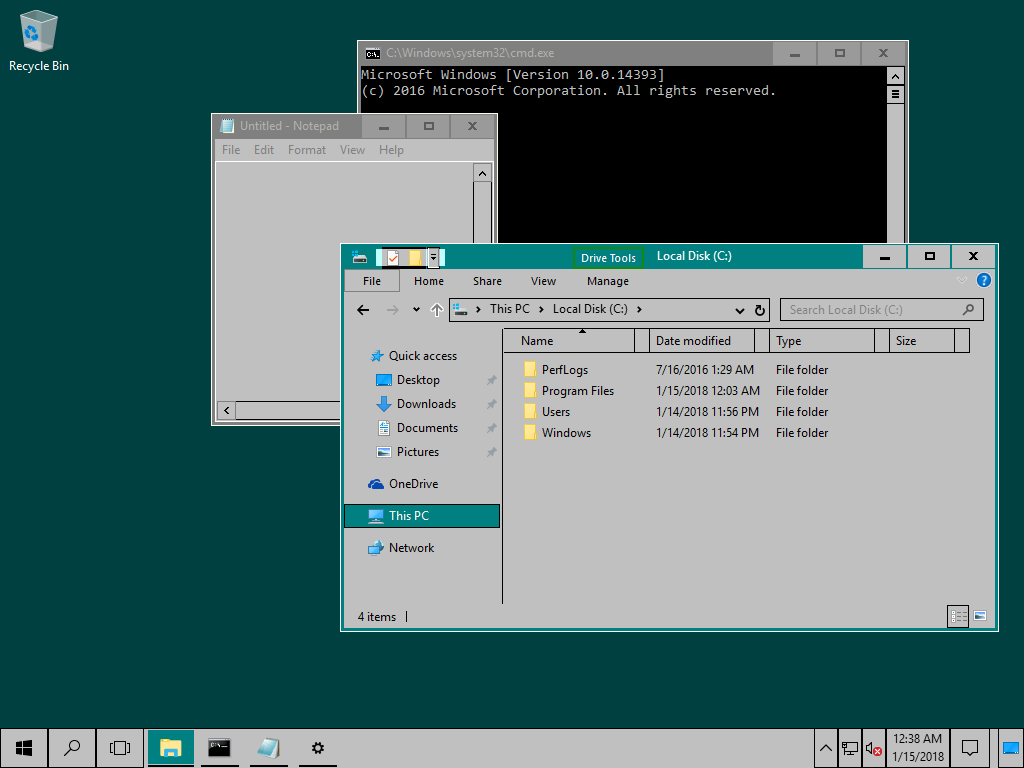 Recycle Bin
C:\Windows\system32\cmd.exe
Microsoft Windows [Version 10.0.14393]
(c) 2016 Microsoft Corporation. All rights reserved.
Untitled - Notepad
File Edit Format View Help
Drive Tools Local Disk (C:)
File Home Share View Manage
This PC Local Disk (C:) Search Local Disk (C:)
Name Date modified Type Size
Quick access
Desktop
Downloads
Documents
Pictures
OneDrive
This PC
Network
PerfLogs 7/16/2016 1:29 AM File folder
Program Files 1/15/2018 12:03 AM File folder
Users 1/14/2018 11:56 PM File folder
Windows 1/14/2018 11:54 PM File folder
4 items
12:38 AM
1/15/2018